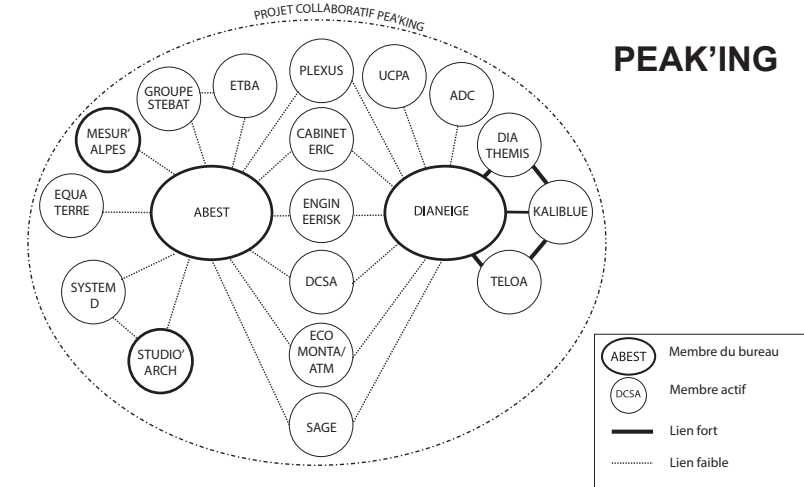 PROJET COLLABORATIF PEA'KING
PEAK'ING
PLEXUS
UCPA
ETBA
GROUPE
STEBAT
ADC
MESUR'
ALPES
CABINET
ERIC
DIA
THEMIS
EQUA
TERRE
ABEST
ENGIN
EERISK
DIANEIGE
KALIBLUE
SYSTEM
D
DCSA
TELOA
STUDIO'
ARCH
ECO
MONTA/
ATM
SAGE
ABEST
Membre du bureau
DCSA
Membre actif
Lien fort
Lien faible